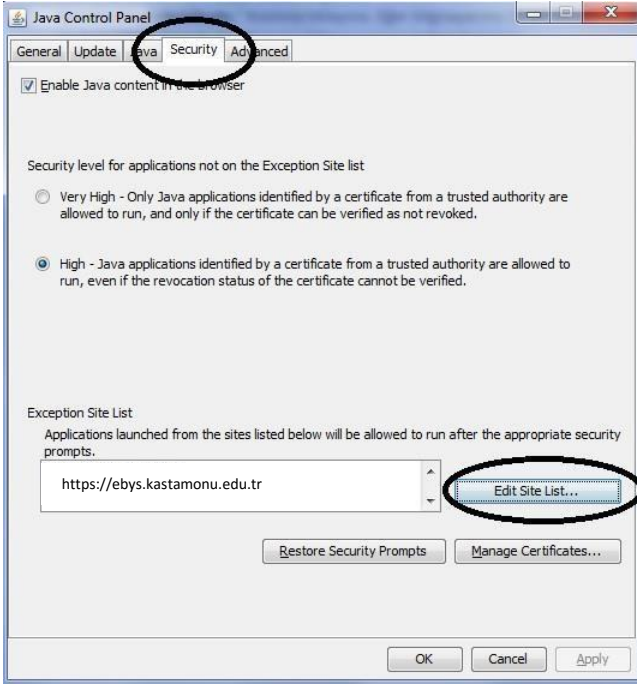 Java Control Panel
General Update Java Security Advanced
Enable Java content in the browser
Security level for applications not on the Exception Site list
Very High - Only Java applications identified by a certificate from a trusted authority are
allowed to run, and only if the certificate can be verified as not revoked.
High - Java applications identified by a certificate from a trusted authority are allowed to
run, even if the revocation status of the certificate cannot be verified.
Exception Site List
Applications launched from the sites listed below will be allowed to run after the appropriate security
prompts.
https://ebys.kastamonu.edu.tr
Edit Site List...
Restore Security Prompts Manage Certificates...
OK Cancel Apply